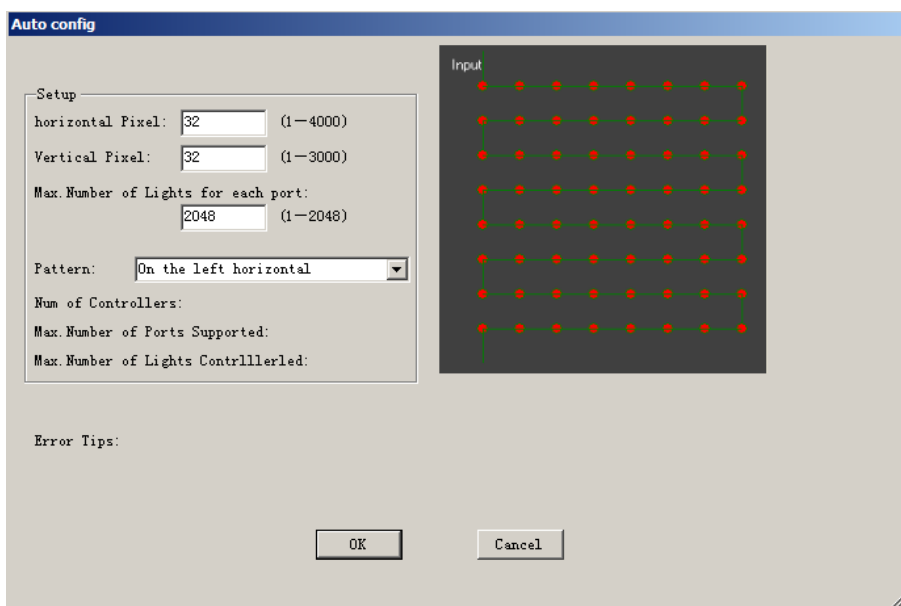 Auto config
Input
Setup
horizontal Pixel: 32 (1—4000)
Vertical Pixel: 32 (1—3000)
Max.Number of Lights for each port:
2048 (1—2048)
Pattern: On the left horizontal
Num of Controllers:
Max.Number of Ports Supported:
Max.Number of Lights Contrlllerled:
Error Tips:
OK Cancel